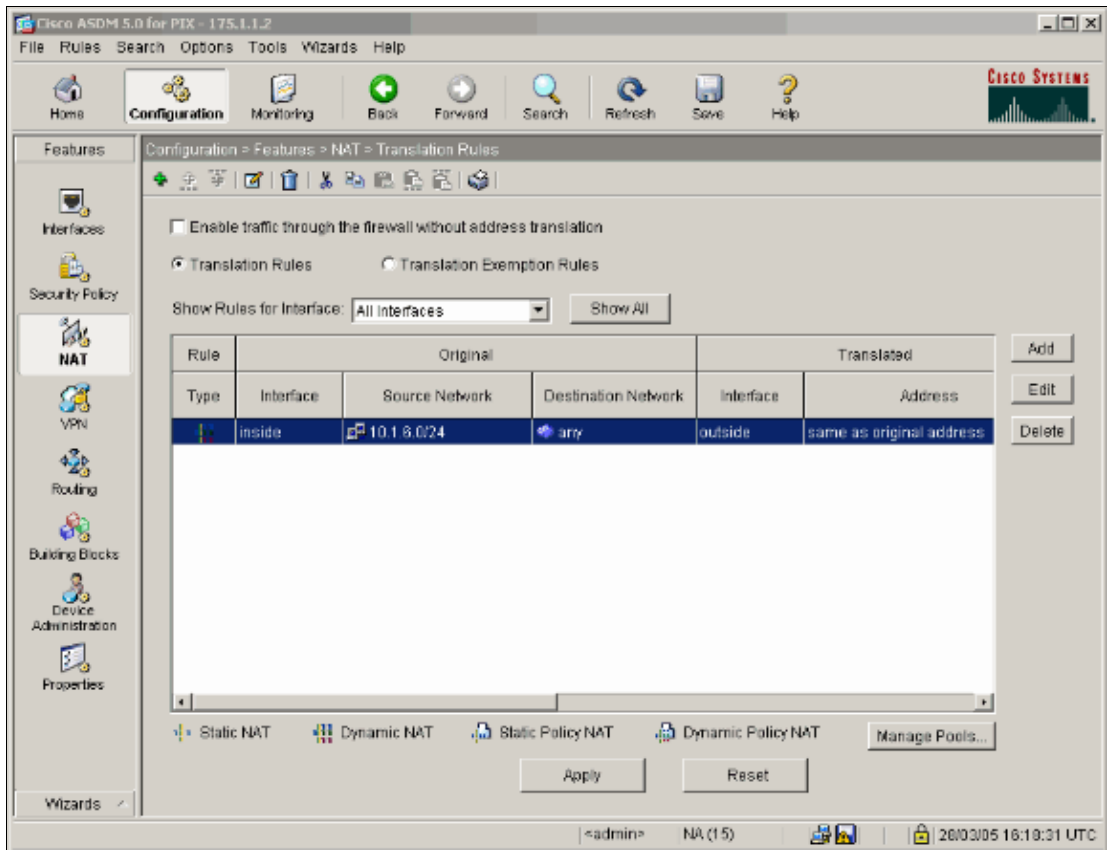 Cisco ASDM 5.0 for PIX - 175.1.1.2
File Rules Search Options Tools Wizards Help
Home Configuration Monitoring Back Forward Search Refresh Save Help
CISCO SYSTEMS
Features
Configuration > Features > NAT > Translation Rules
Interfaces
Security Policy
NAT
VPN
Routing
Building Blocks
Device
Administration
Properties
Wizards
Enable traffic through the firewall without address translation
Translation Rules Translation Exemption Rules
Show Rules for Interface: All Interfaces Show All
Rule Original Translated
Type Interface Source Network Destination Network Interface Address
inside 10.1.6.0/24 any outside same as original address
Add
Edit
Delete
Static NAT Dynamic NAT Static Policy NAT Dynamic Policy NAT Manage Pools...
Apply Reset
<admin> NA (15) 28/03/05 16:18:31 UTC